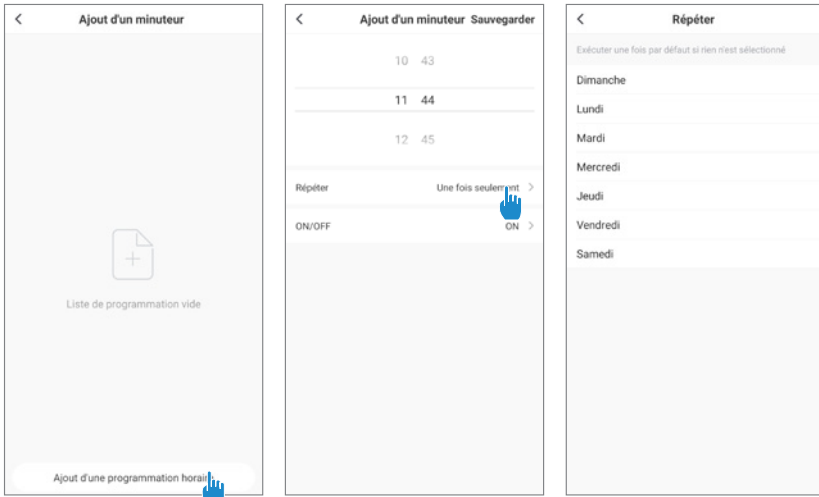 Ajout d'un minuteur
Liste de programmation vide
Ajout d'une programmation horaire
Ajout d'un minuteur Sauvegarder
10 43
11 44
12 45
Répéter Une fois seulement
ON/OFF ON
Répéter
Exécuter une fois par défaut si rien n'est sélectionné
Dimanche
Lundi
Mardi
Mercredi
Jeudi
Vendredi
Samedi